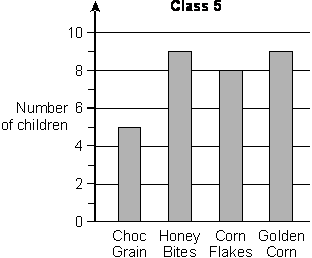 Class 5
10
8
Number
of children
6
4
2
0
Choc Grain
Honey Bites
Corn Flakes
Golden Corn